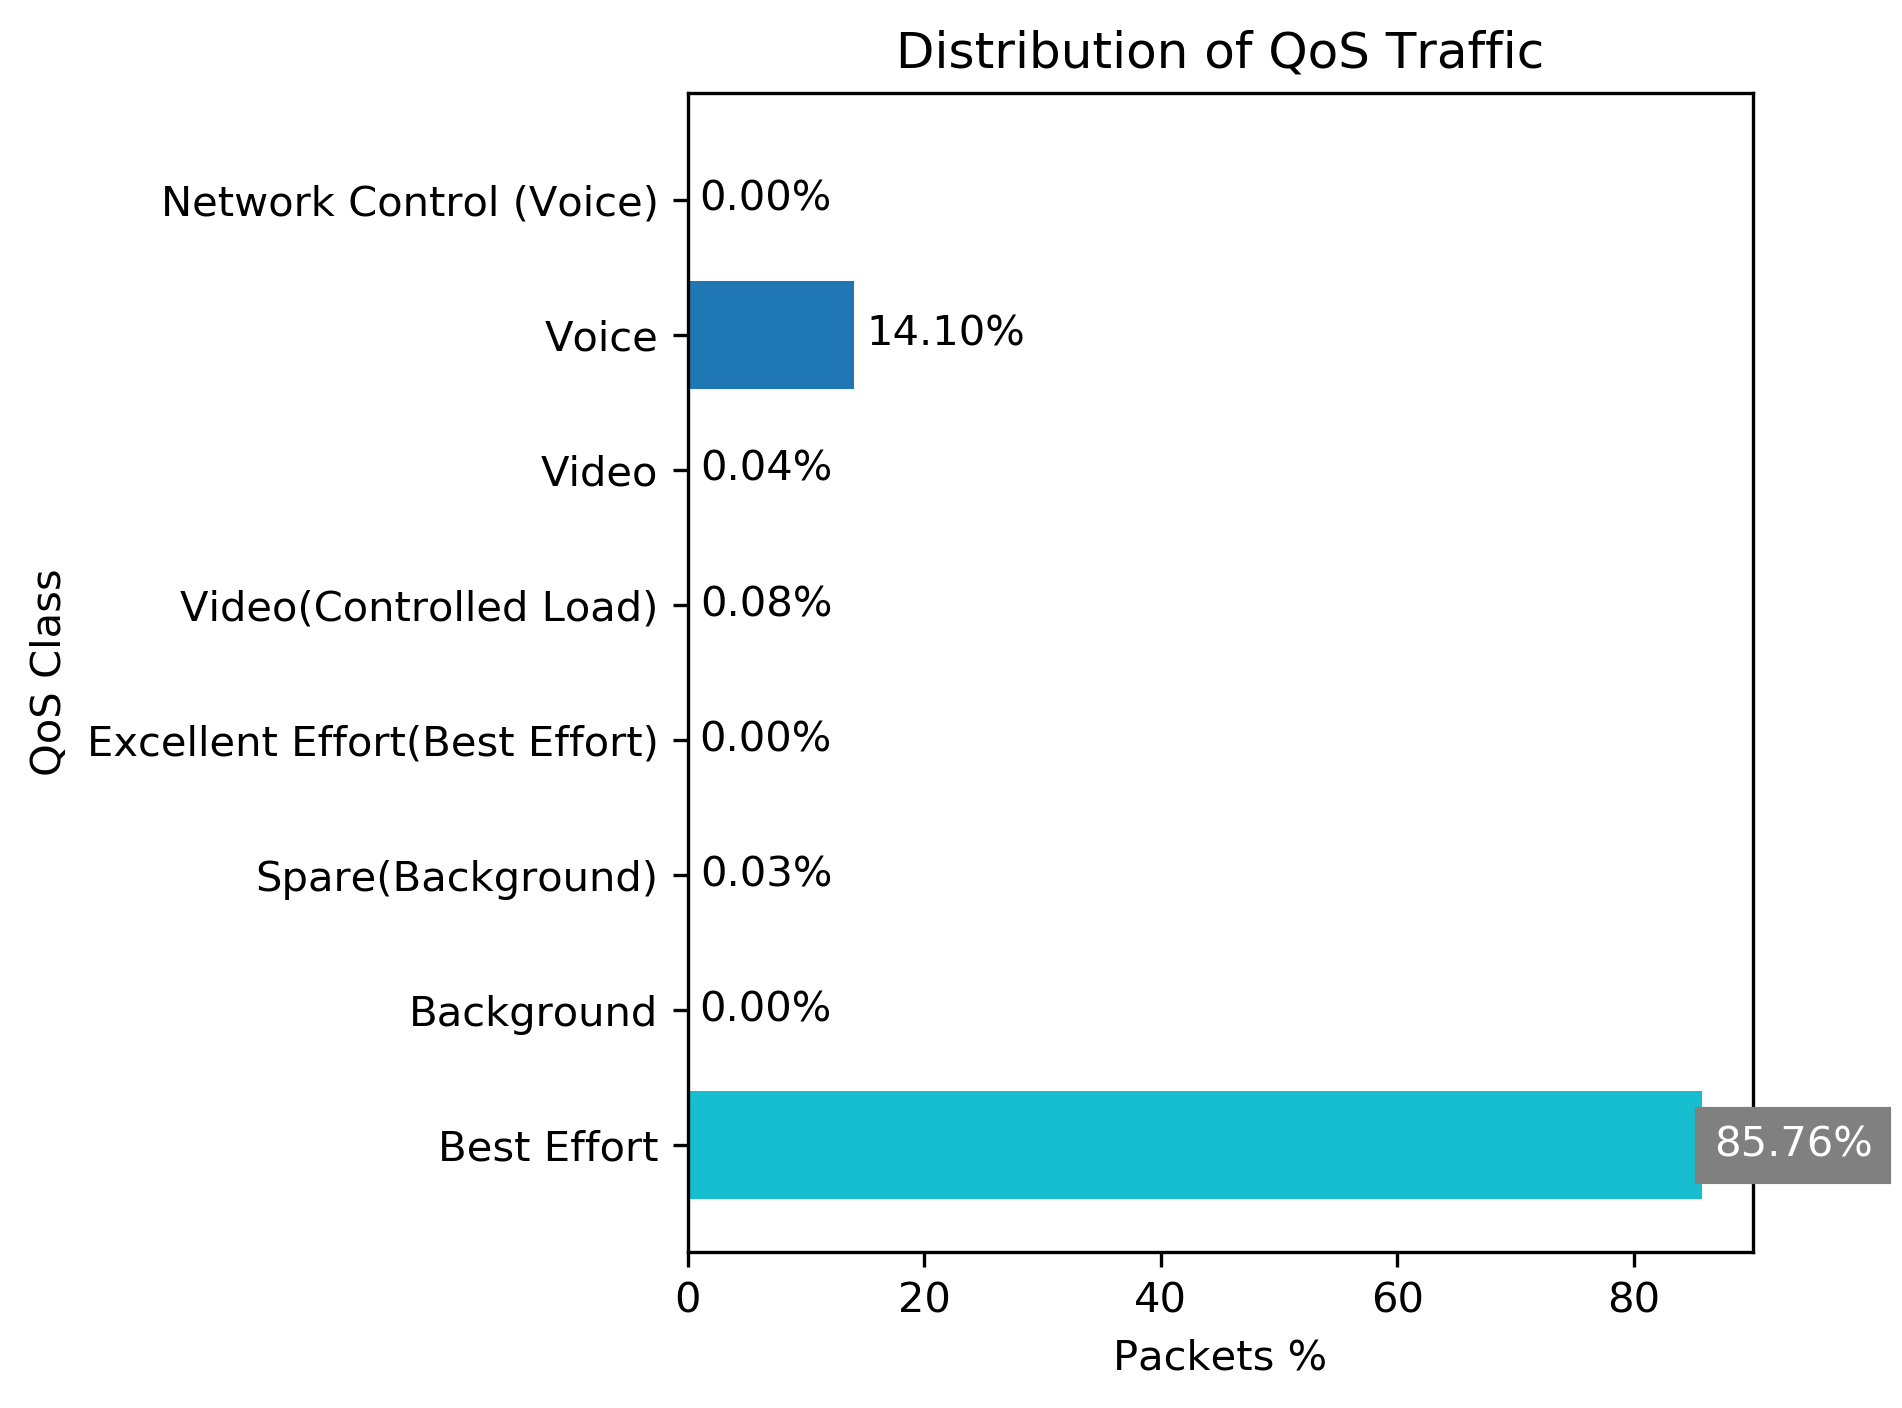 Distribution of QoS Traffic
Network Control (Voice) 0.00%
Voice 14.10%
Video 0.04%
Video(Controlled Load) 0.08%
QoS Class
Excellent Effort(Best Effort) 0.00%
Spare(Background) 0.03%
Background 0.00%
Best Effort 85.76%
0 20 40 60 80
Packets %